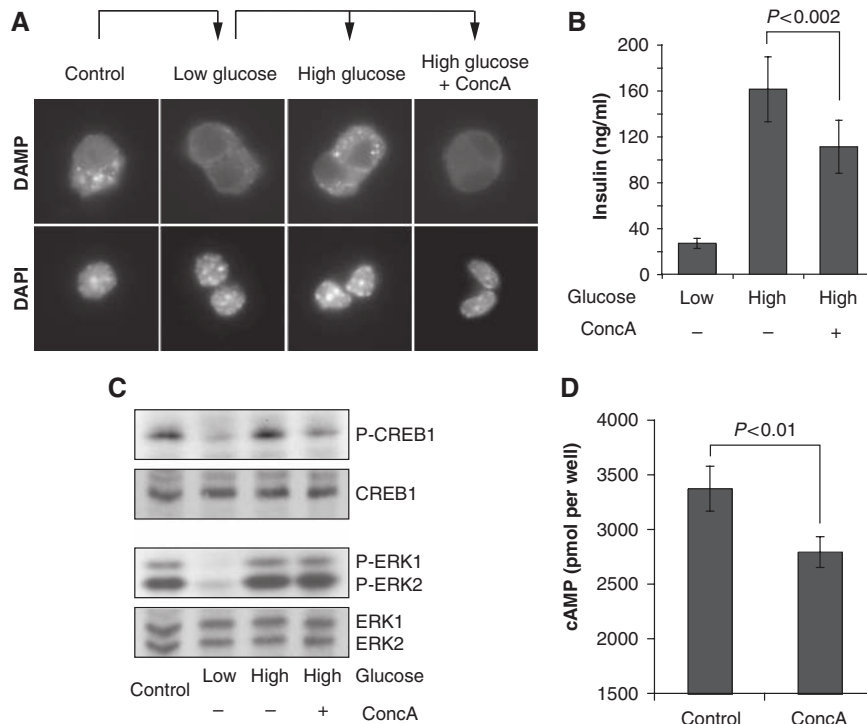 A
Control
Low glucose
High glucose
High glucose
+ ConcA
DAMP
DAPI
B
P<0.002
Insulin (ng/ml)
200
160
120
80
40
0
Glucose Low High High
ConcA – – +
C
P-CREB1
CREB1
P-ERK1
P-ERK2
ERK1
ERK2
Control Low High High Glucose
– – + ConcA
D
P<0.01
cAMP (pmol per well)
4000
3500
3000
2500
2000
1500
Control ConcA